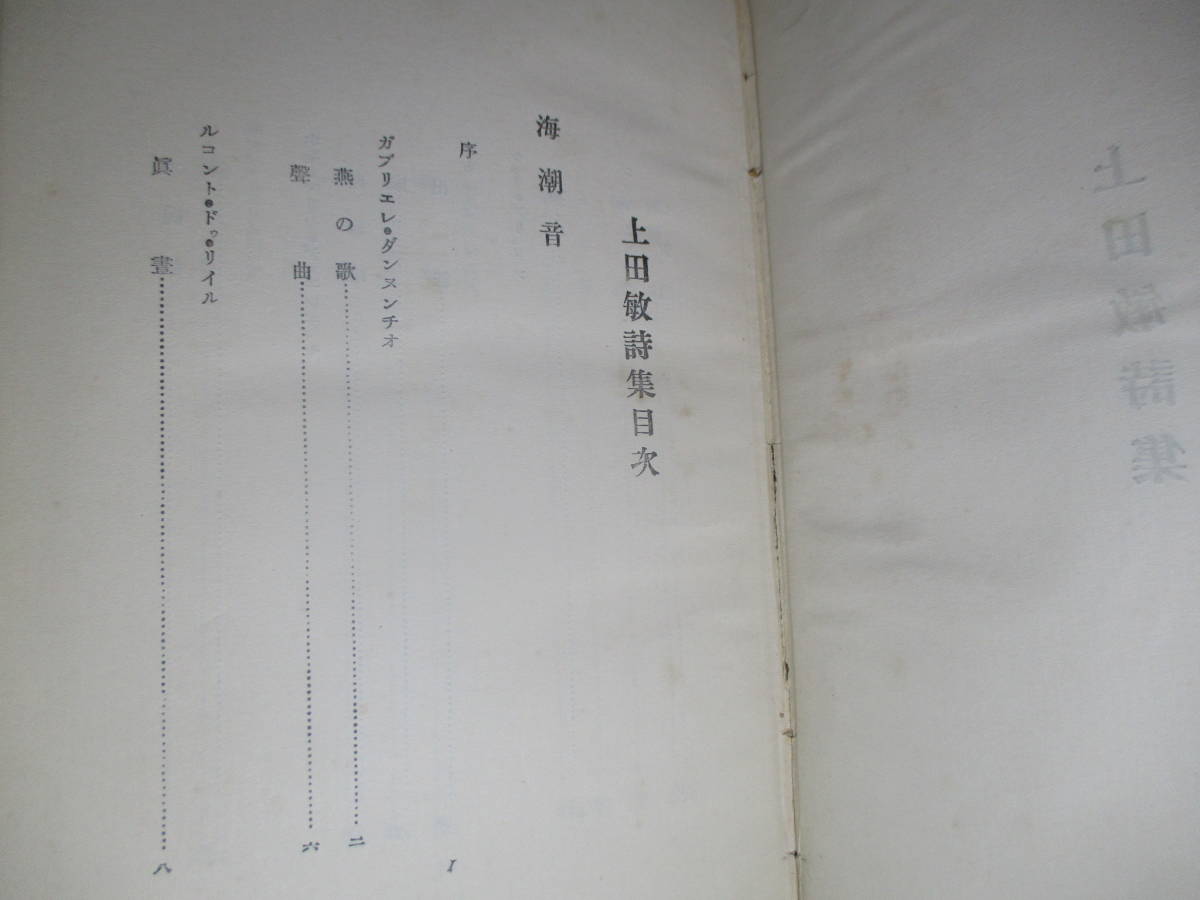 上田敏詩集
上田敏詩集目次
海潮音
序 I
ガブリエレ・ダンヌンチオ
燕の歌……二
聲曲……六
ルコント・ドゥ・リイル
眞晝……八